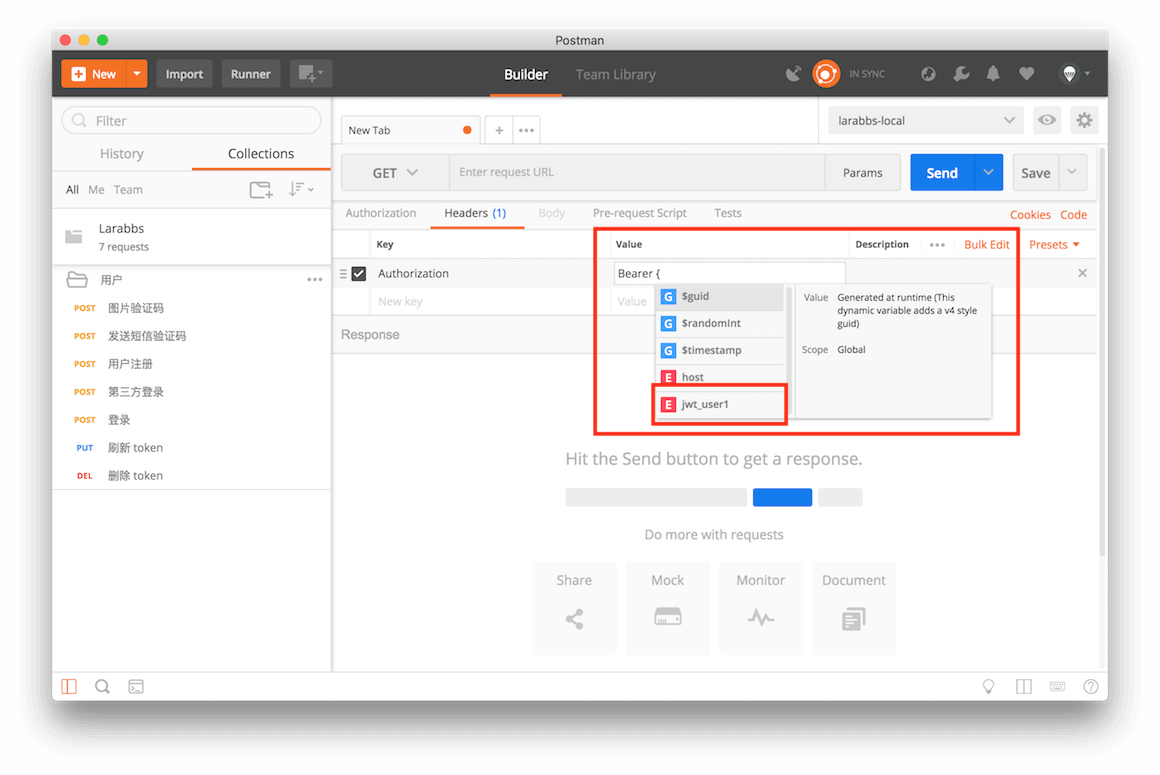 Postman
New Import Runner Builder Team Library IN SYNC
Filter
History Collections
All Me Team
Larabbs
7 requests
用户
POST 图片验证码
POST 发送短信验证码
POST 用户注册
POST 第三方登录
POST 登录
PUT 刷新 token
DEL 删除 token
New Tab + ••• larabbs-local
GET Enter request URL Params Send Save
Authorization Headers (1) Body Pre-request Script Tests Cookies Code
Key Value Description ••• Bulk Edit Presets
Authorization Bearer {
New key Value
G $guid
G $randomInt
G $timestamp
E host
E jwt_user1
Value Generated at runtime (This
dynamic variable adds a v4 style
guid)
Scope Global
Response
Hit the Send button to get a response.
Do more with requests
Share Mock Monitor Document